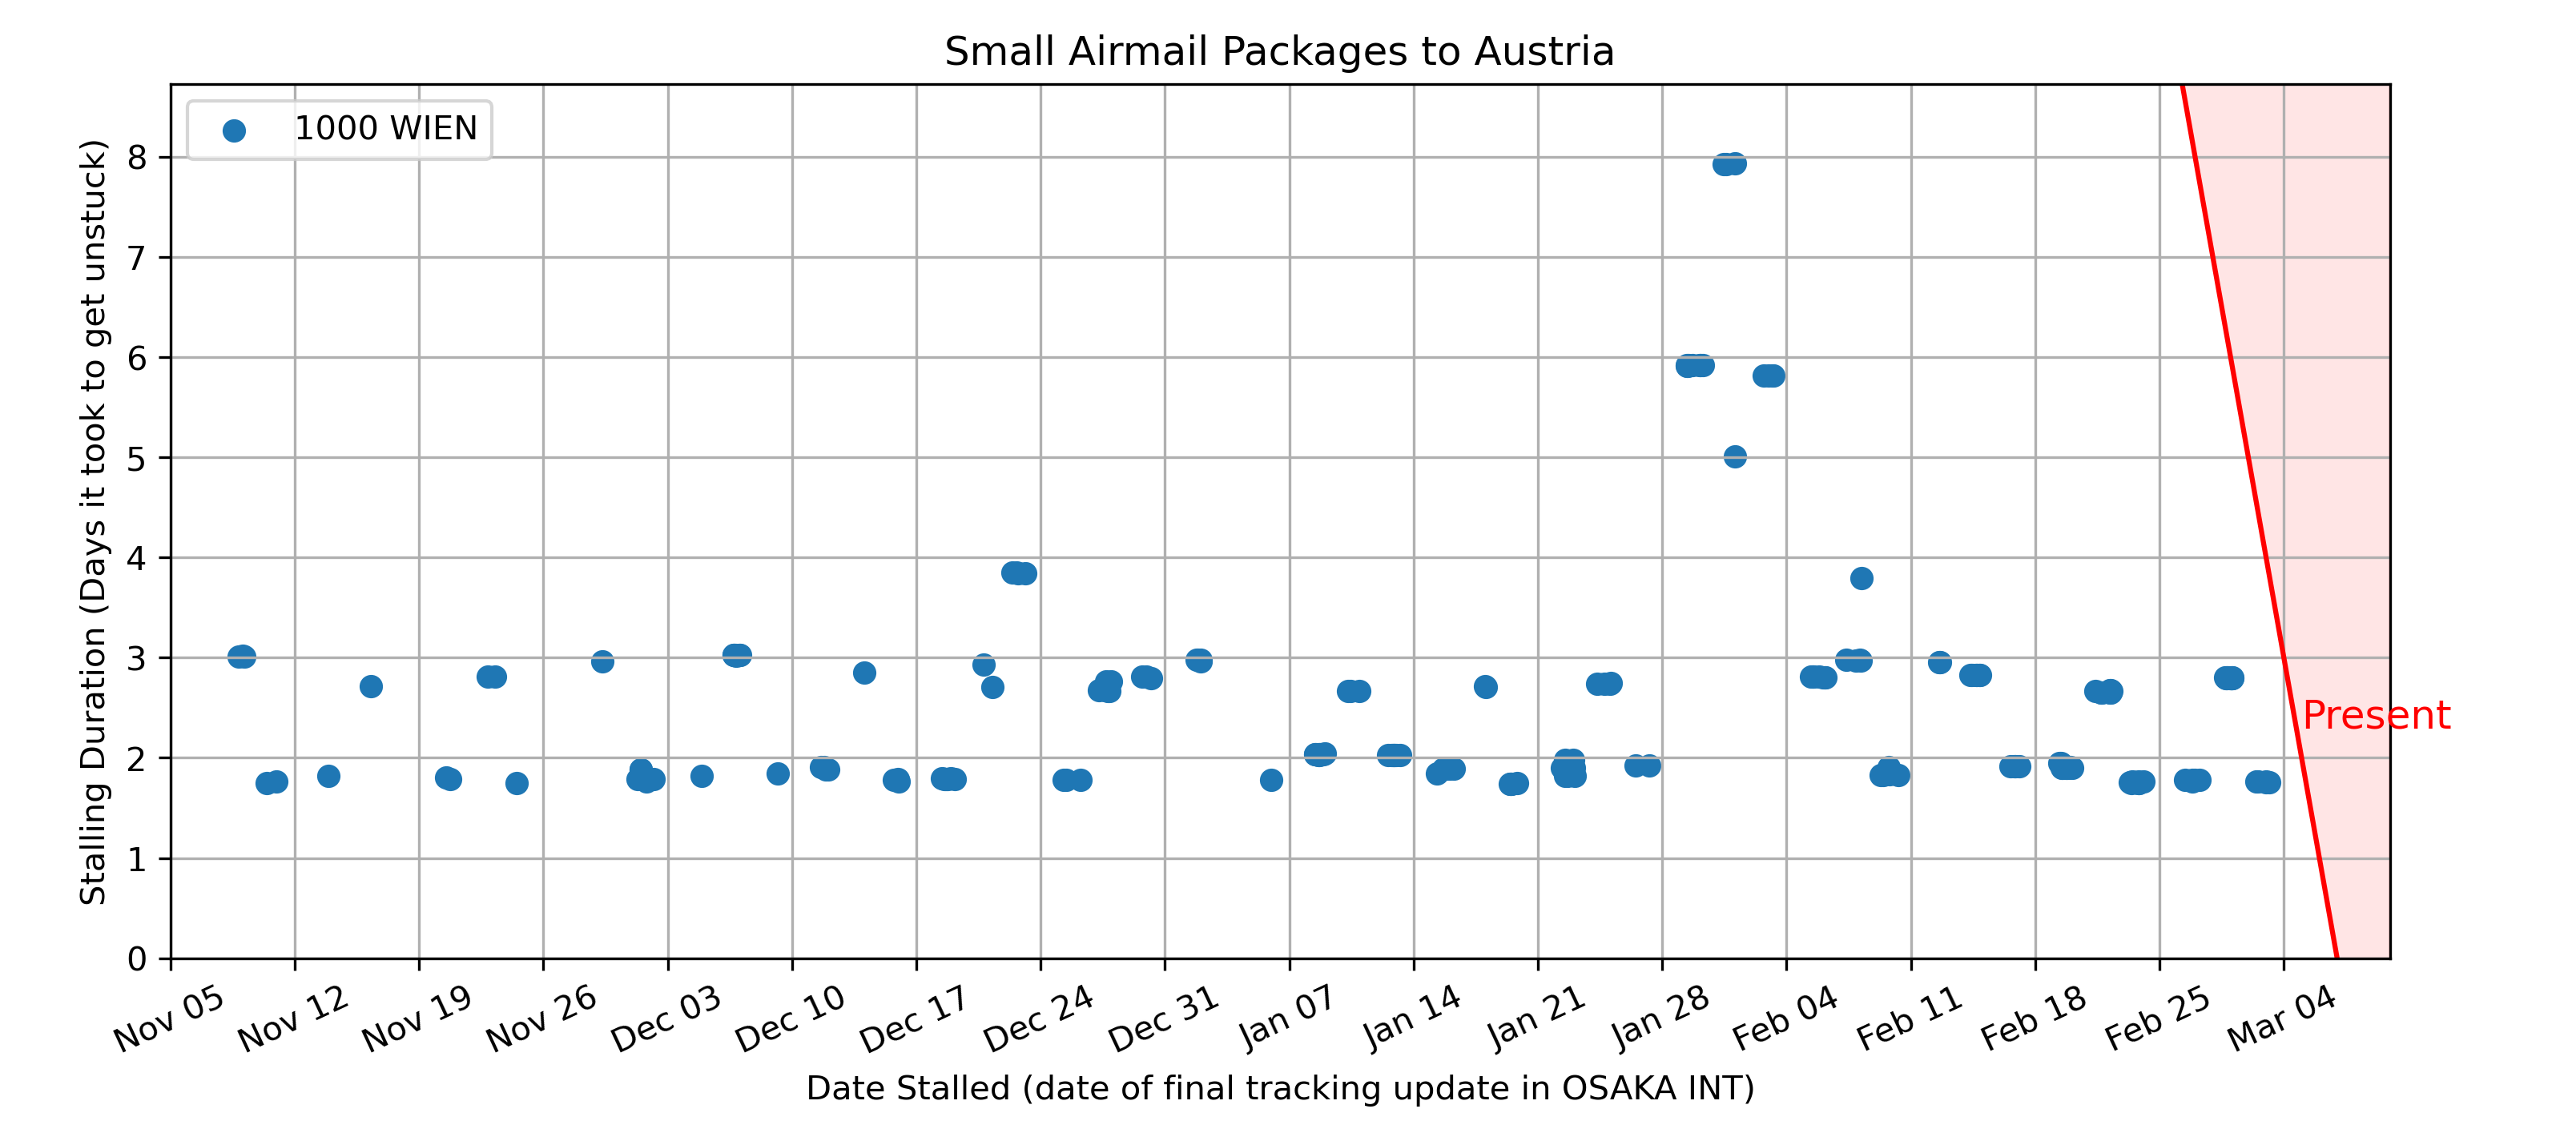 Small Airmail Packages to Austria
1000 WIEN
Stalling Duration (Days it took to get unstuck)
8
7
6
5
4
3
2
1
0
Present
Nov 05
Nov 12
Nov 19
Nov 26
Dec 03
Dec 10
Dec 17
Dec 24
Dec 31
Jan 07
Jan 14
Jan 21
Jan 28
Feb 04
Feb 11
Feb 18
Feb 25
Mar 04
Date Stalled (date of final tracking update in OSAKA INT)